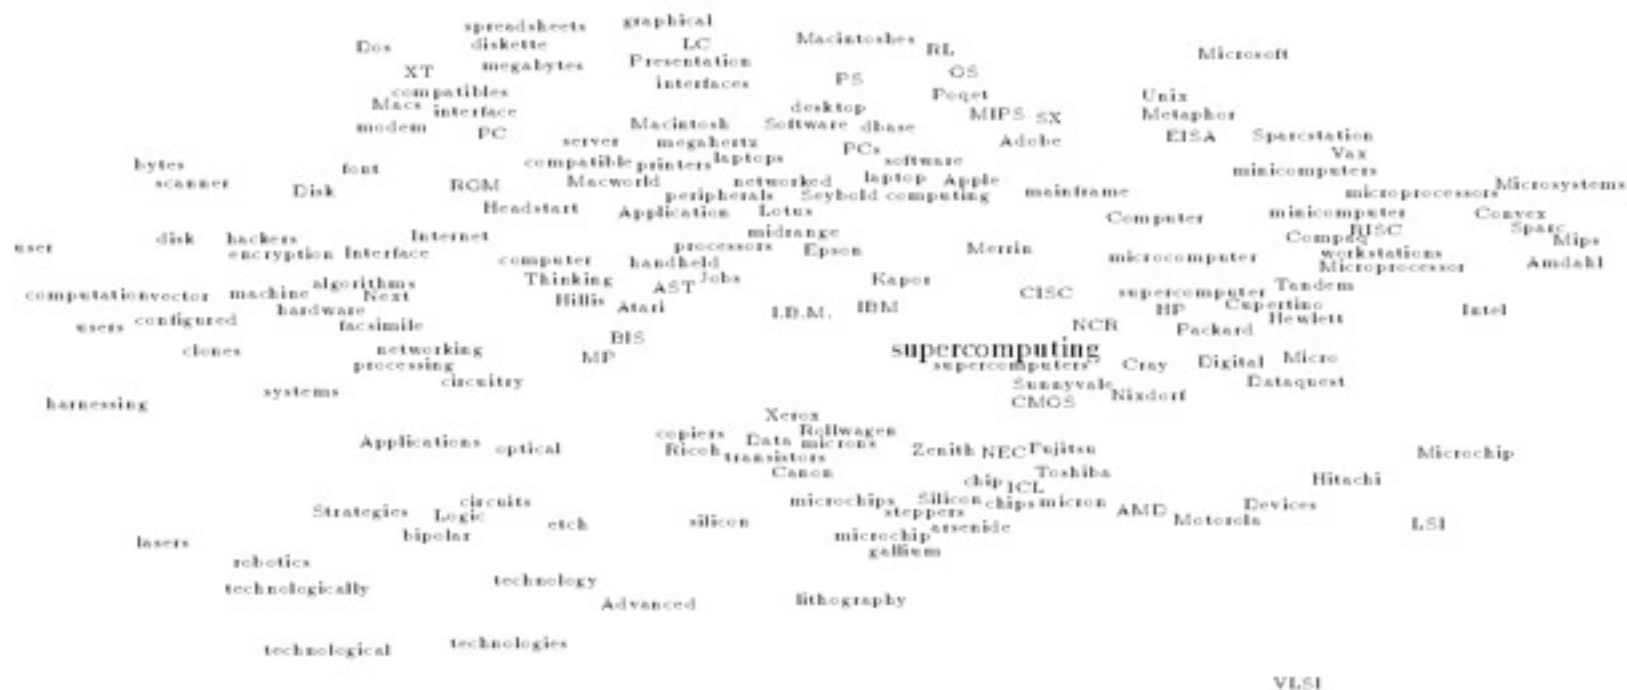 spreadsheets graphical
Dos diskette LC Macintoshes RL Microsoft
XT megabytes Presentation OS
compatibles interfaces PS Poqet Unix
Macs interface desktop MIPS SX Metaphor
modem PC Macintosh Software dbase EISA Sparcstation
server megahertz PCs Adobe Vax
bytes font compatible printers laptops software minicomputers
scanner Disk ROM Macworld networked laptop Apple mainframe microprocessors Microsystems
Headstart peripherals Seybold computing
Application Lotus Computer minicomputer Convex
user disk hackers Internet midrange RISC Sparc
encryption Interface processors Epson Merrin Compaq workstations Mips
computer handheld microcomputer Microprocessor Amdahl
algorithms Thinking AST Jobs Kapor Tandem
computation vector machine Next Hillis CISC supercomputer Cupertino
hardware Atari I.B.M. IBM HP Hewlett Intel
users configured facsimile NCR Packard
clones networking BIS supercomputing
processing MP supercomputers Cray Digital Micro
systems circuitry Sunnyvale Dataquest
harnessing CMOS Nixdorf
Xerox
Applications optical copiers Data Rollwagen
Ricoh microns Zenith NEC Fujitsu Microchip
transistors
Canon chip Toshiba Hitachi
ICL
circuits microchips Silicon chips micron Devices
Strategies Logic etch silicon steppers AMD Motorola LSI
lasers bipolar microchip arsenide
robotics gallium
technologically technology
Advanced lithography
technological technologies
VLSI